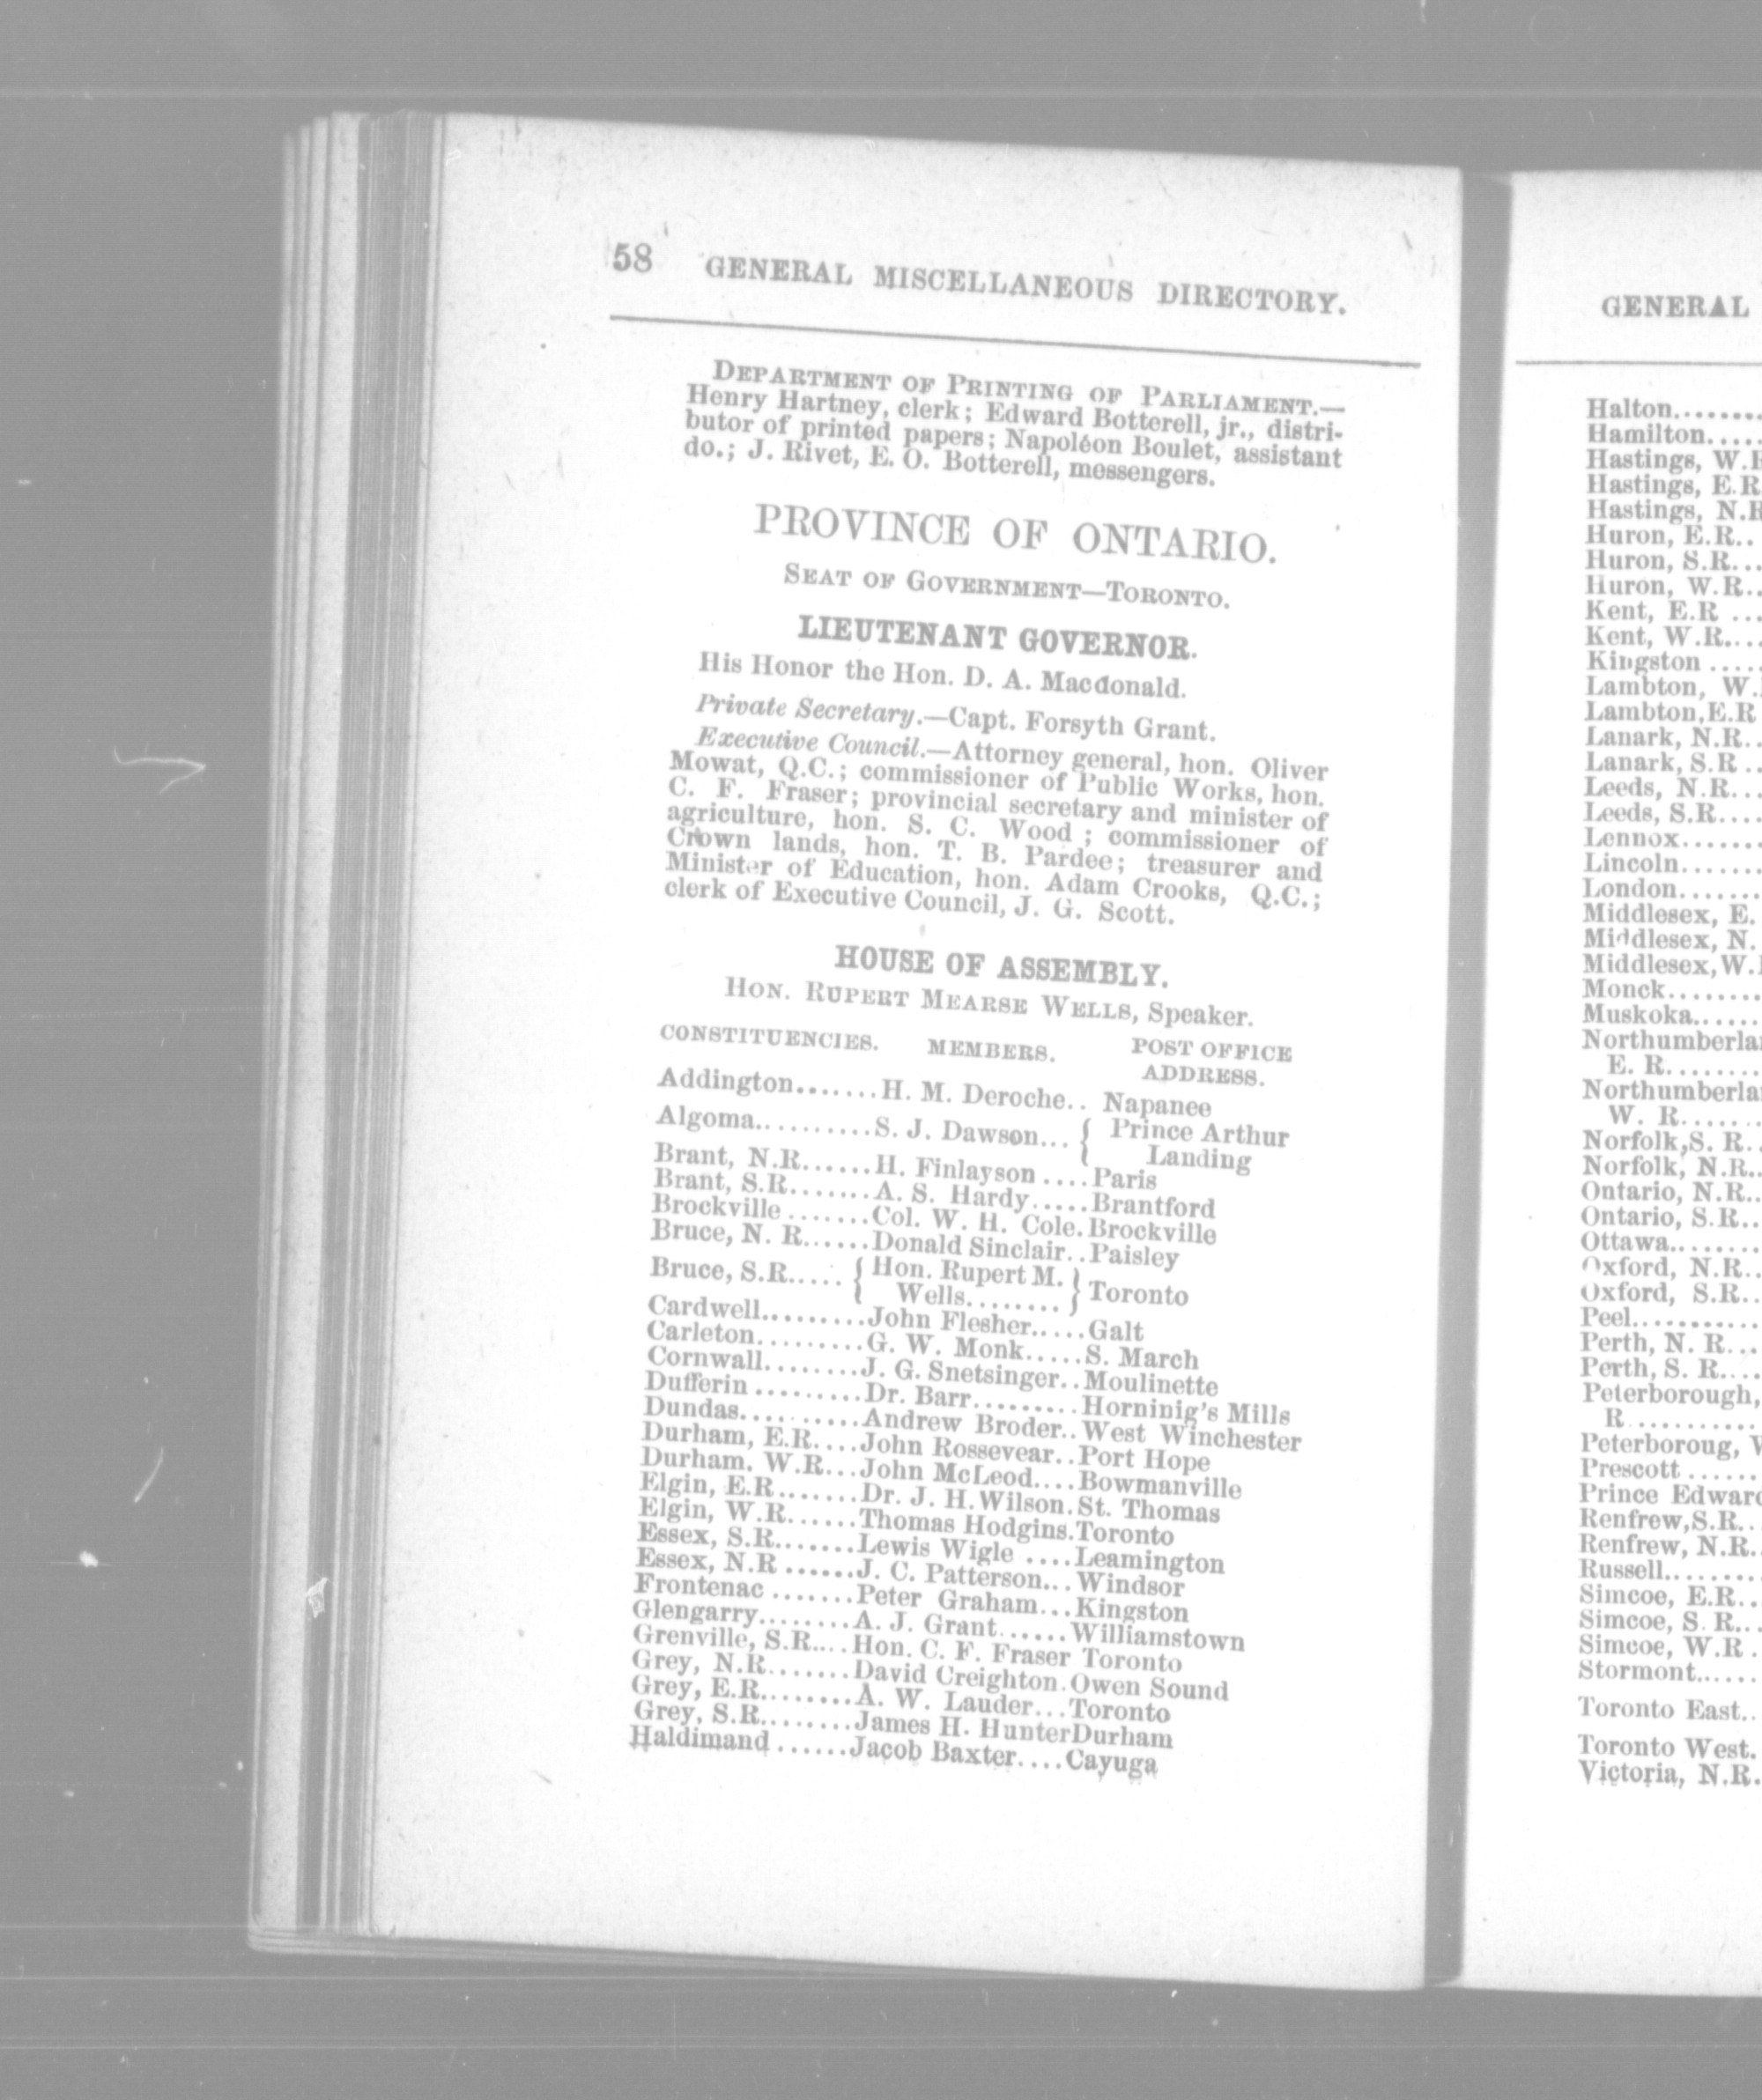 58 GENERAL MISCELLANEOUS DIRECTORY.
DEPARTMENT OF PRINTING OF PARLIAMENT.—
Henry Hartney, clerk; Edward Botterell, jr., distri-
butor of printed papers; Napoléon Boulet, assistant
do.; J. Rivet, E. O. Botterell, messengers.
PROVINCE OF ONTARIO.
SEAT OF GOVERNMENT—TORONTO.
LIEUTENANT GOVERNOR.
His Honor the Hon. D. A. Macdonald.
Private Secretary.—Capt. Forsyth Grant.
Executive Council.—Attorney general, hon. Oliver
Mowat, Q.C.; commissioner of Public Works, hon.
C. F. Fraser; provincial secretary and minister of
agriculture, hon. S. C. Wood ; commissioner of
Crown lands, hon. T. B. Pardee; treasurer and
Minister of Education, hon. Adam Crooks, Q.C.;
clerk of Executive Council, J. G. Scott.
HOUSE OF ASSEMBLY.
HON. RUPERT MEARSE WELLS, Speaker.
CONSTITUENCIES. MEMBERS. POST OFFICE
ADDRESS.
Addington.......H. M. Deroche.. Napanee
Algoma..........S. J. Dawson... { Prince Arthur
Landing
Brant, N.R......H. Finlayson ....Paris
Brant, S.R.......A. S. Hardy.....Brantford
Brockville .......Col. W. H. Cole.Brockville
Bruce, N. R......Donald Sinclair..Paisley
Bruce, S.R..... { Hon. Rupert M. } Toronto
Wells........
Cardwell.........John Flesher.....Galt
Carleton.........G. W. Monk.....S. March
Cornwall........J. G. Snetsinger..Moulinette
Dufferin .........Dr. Barr.........Horninig's Mills
Dundas..........Andrew Broder..West Winchester
Durham, E.R....John Rossevear..Port Hope
Durham. W.R...John McLeod....Bowmanville
Elgin, E.R.......Dr. J. H.Wilson.St. Thomas
Elgin, W.R......Thomas Hodgins.Toronto
Essex, S.R.......Lewis Wigle ....Leamington
Essex, N.R ......J. C. Patterson...Windsor
Frontenac .......Peter Graham...Kingston
Glengarry........A. J. Grant......Williamstown
Grenville, S.R....Hon. C. F. Fraser Toronto
Grey, N.R.......David Creighton.Owen Sound
Grey, E.R........A. W. Lauder...Toronto
Grey, S.R........James H. HunterDurham
Haldimand ......Jacob Baxter....Cayuga
GENERAL
Halton........
Hamilton....
Hastings, W.
Hastings, E.R
Hastings, N.
Huron, E.R..
Huron, S.R...
Huron, W.R..
Kent, E.R ...
Kent, W.R....
Kingston ....
Lambton, W.
Lambton,E.R
Lanark, N.R..
Lanark, S.R ..
Leeds, N.R...
Leeds, S.R....
Lennox.......
Lincoln.......
London.......
Middlesex, E.
Middlesex, N.
Middlesex,W.
Monck........
Muskoka......
E. R........
W. R......
Norfolk,S. R..
Norfolk, N.R..
Ontario, N.R..
Ontario, S.R..
Ottawa........
Oxford, N.R..
Oxford, S.R..
Peel...........
Perth, N. R...
Perth, S. R....
Peterborough,
R...........
Peterboroug,
Prescott ......
Prince
Renfrew,S.R..
Renfrew, N.R.
Russell........
Simcoe, E.R..
Simcoe, S. R..
Simcoe, W.R .
Stormont......
Toronto East..
Toronto West.
Victoria, N.R.